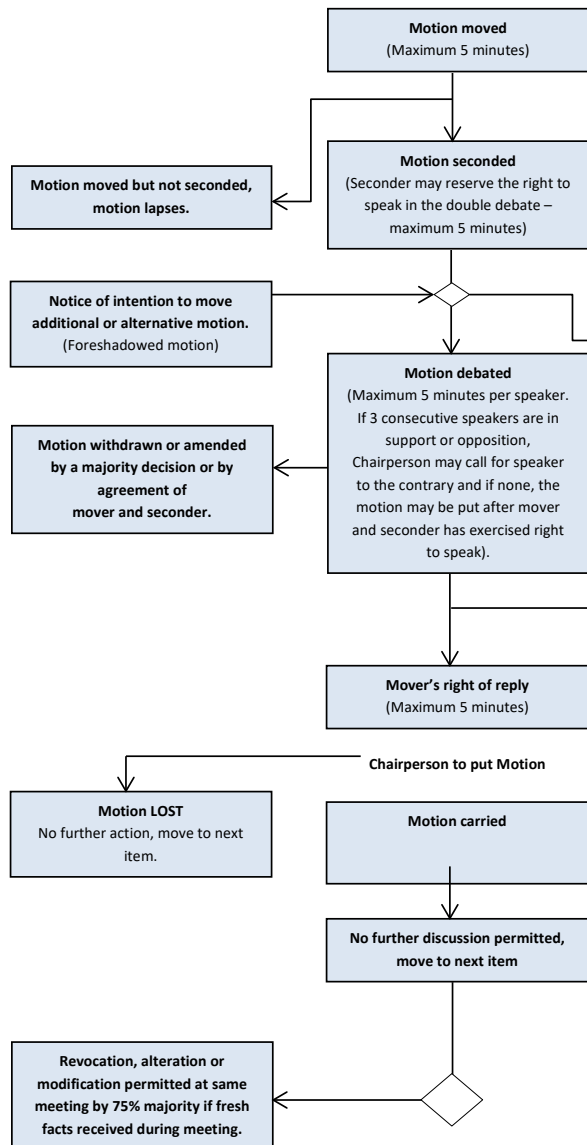 Motion moved
(Maximum 5 minutes)
Motion seconded
(Seconder may reserve the right to
speak in the double debate –
maximum 5 minutes)
Motion moved but not seconded,
motion lapses.
Notice of intention to move
additional or alternative motion.
(Foreshadowed motion)
Motion debated
(Maximum 5 minutes per speaker.
If 3 consecutive speakers are in
support or opposition,
Chairperson may call for speaker
to the contrary and if none, the
motion may be put after mover
and seconder has exercised right
to speak).
Motion withdrawn or amended
by a majority decision or by
agreement of
mover and seconder.
Mover’s right of reply
(Maximum 5 minutes)
Chairperson to put Motion
Motion LOST
No further action, move to next
item.
Motion carried
No further discussion permitted,
move to next item
Revocation, alteration or
modification permitted at same
meeting by 75% majority if fresh
facts received during meeting.